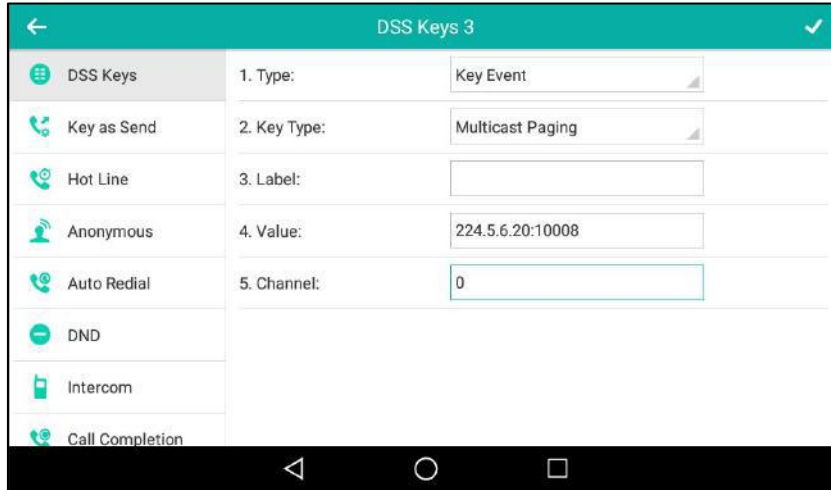 DSS Keys 3
DSS Keys
1. Type:
Key Event
Key as Send
2. Key Type:
Multicast Paging
Hot Line
3. Label:
Anonymous
4. Value:
224.5.6.20:10008
Auto Redial
5. Channel:
0
DND
Intercom
Call Completion